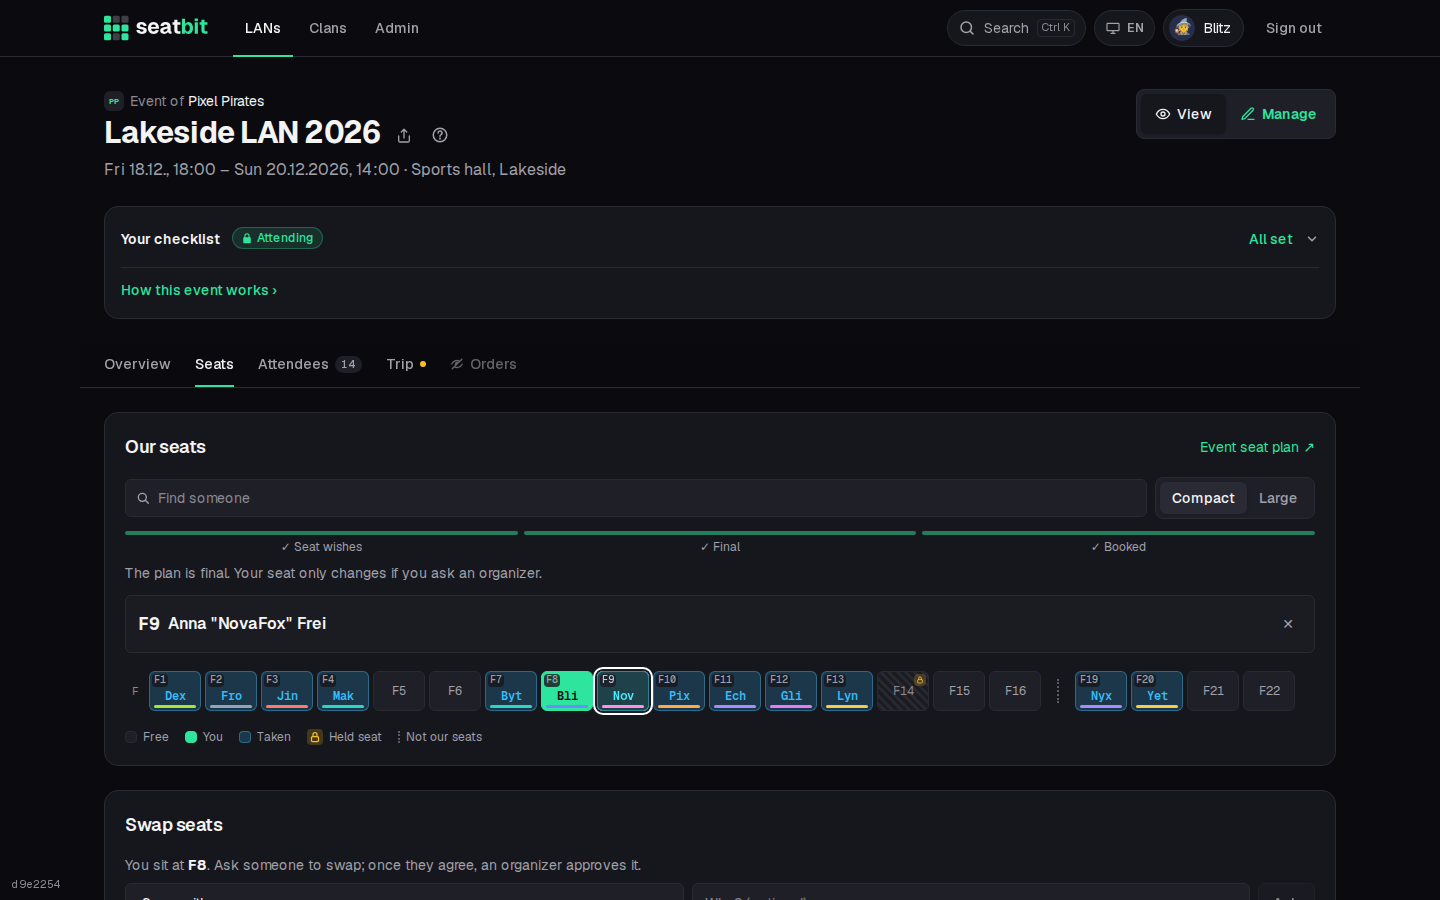 seatbit
LANs
Clans
Admin
Search
Ctrl K
EN
Blitz
Sign out
PP
Event of Pixel Pirates
Lakeside LAN 2026
View
Manage
Fri 18.12., 18:00 – Sun 20.12.2026, 14:00 · Sports hall, Lakeside
Your checklist
Attending
All set
How this event works ›
Overview
Seats
Attendees 14
Trip
Orders
Our seats
Event seat plan ↗
Find someone
Compact
Large
✓ Seat wishes
✓ Final
✓ Booked
The plan is final. Your seat only changes if you ask an organizer.
F9 Anna "NovaFox" Frei
×
F
F1 Dex
F2 Fro
F3 Jin
F4 Mak
F5
F6
F7 Byt
F8 Bli
F9 Nov
F10 Pix
F11 Ech
F12 Gli
F13 Lyn
F14
F15
F16
F19 Nyx
F20 Yet
F21
F22
Free
You
Taken
Held seat
Not our seats
Swap seats
You sit at F8. Ask someone to swap; once they agree, an organizer approves it.
d9e2254